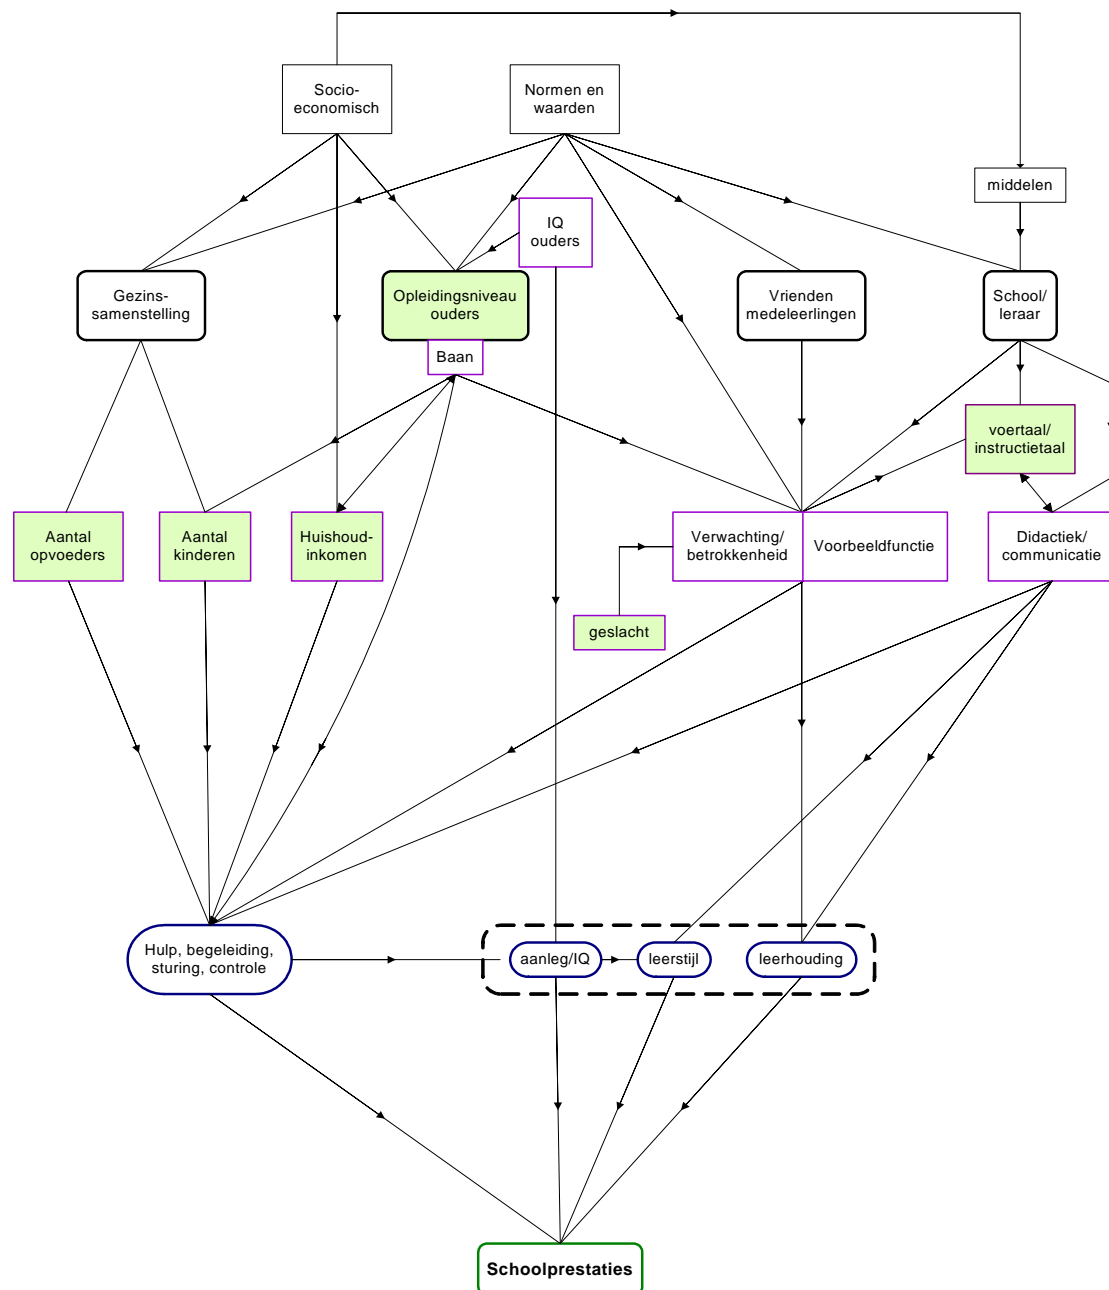 Socio-
economisch
Normen en
waarden
middelen
IQ
ouders
Gezins-
samenstelling
Opleidingsniveau
ouders
Vrienden
medeleerlingen
School/
leraar
Baan
voertaal/
instructietaal
Aantal
opvoeders
Aantal
kinderen
Huishoud-
inkomen
Verwachting/
betrokkenheid
Voorbeeldfunctie
Didactiek/
communicatie
geslacht
Hulp, begeleiding,
sturing, controle
aanleg/IQ
leerstijl
leerhouding
Schoolprestaties